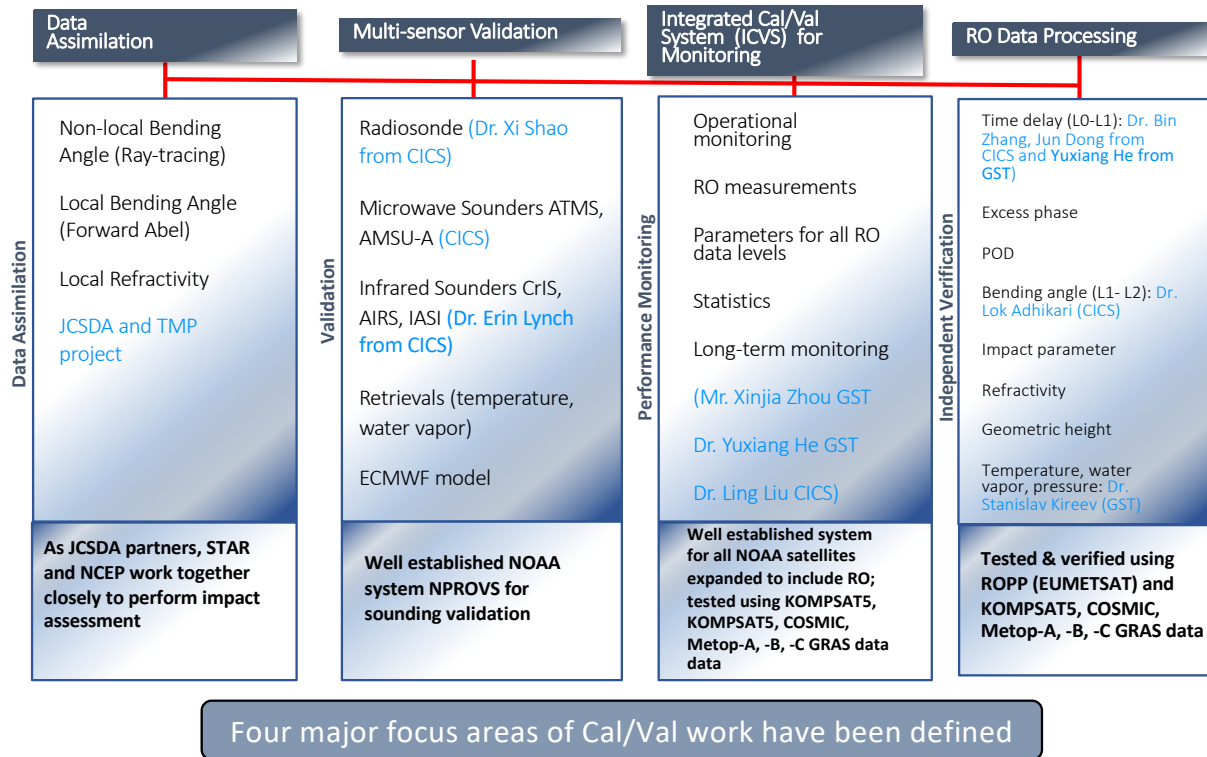 Data
Assimilation
Multi-sensor Validation
Integrated Cal/Val
System (ICVS) for
Monitoring
RO Data Processing
Data Assimilation
Non-local Bending
Angle (Ray-tracing)
Local Bending Angle
(Forward Abel)
Local Refractivity
JCSDA and TMP
project
As JCSDA partners, STAR
and NCEP work together
closely to perform impact
assessment
Validation
Radiosonde (Dr. Xi Shao
from CICS)
Microwave Sounders ATMS,
AMSU-A (CICS)
Infrared Sounders CrIS,
AIRS, IASI (Dr. Erin Lynch
from CICS)
Retrievals (temperature,
water vapor)
ECMWF model
Well established NOAA
system NPROVS for
sounding validation
Performance Monitoring
Operational
monitoring
RO measurements
Parameters for all RO
data levels
Statistics
Long-term monitoring
(Mr. Xinjia Zhou GST
Dr. Yuxiang He GST
Dr. Ling Liu CICS)
Well established system
for all NOAA satellites
expanded to include RO;
tested using KOMPSAT5,
KOMPSAT5, COSMIC,
Metop-A, -B, -C GRAS data
data
Independent Verification
Time delay (L0-L1): Dr. Bin
Zhang, Jun Dong from
CICS and Yuxiang He from
GST)
Excess phase
POD
Bending angle (L1- L2): Dr.
Lok Adhikari (CICS)
Impact parameter
Refractivity
Geometric height
Temperature, water
vapor, pressure: Dr.
Stanislav Kireev (GST)
Tested & verified using
ROPP (EUMETSAT) and
KOMPSAT5, COSMIC,
Metop-A, -B, -C GRAS data
Four major focus areas of Cal/Val work have been defined